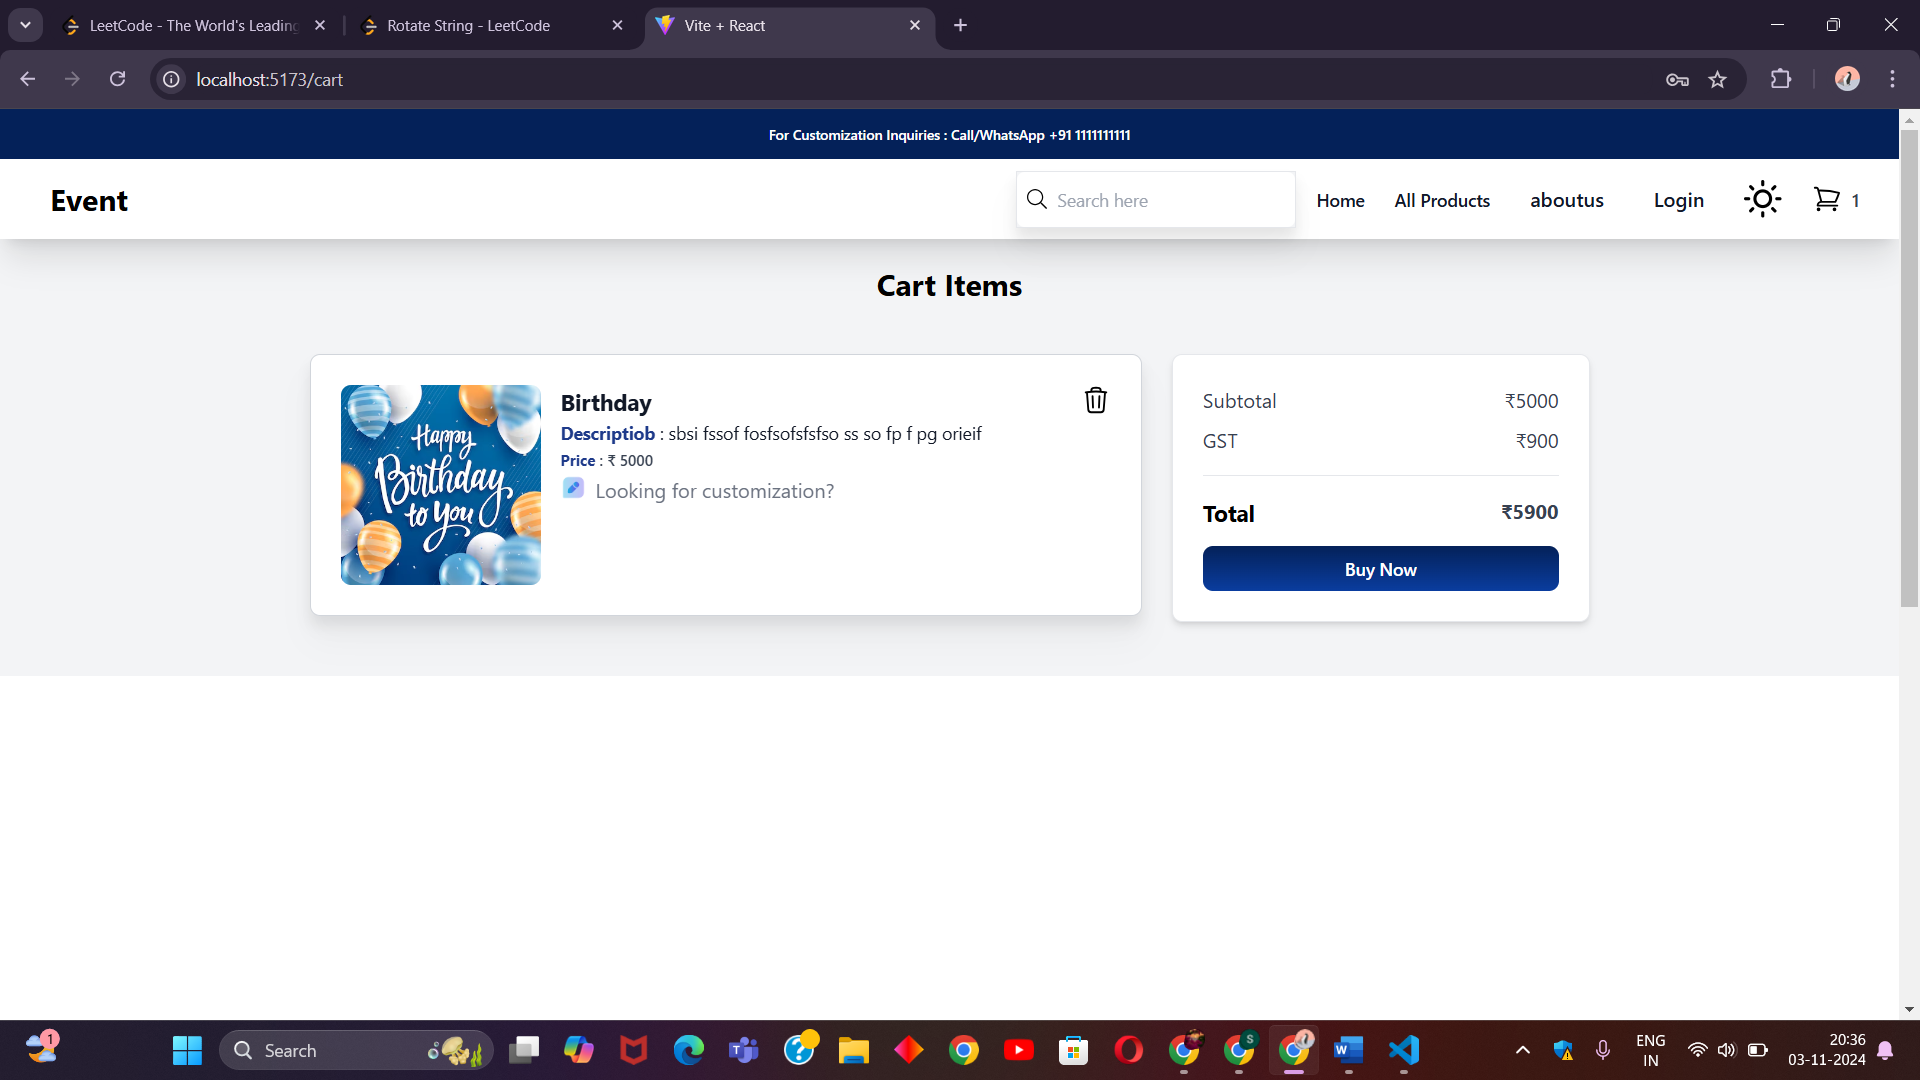 LeetCode - The World's Leading
Rotate String - LeetCode
Vite + React
localhost:5173/cart
For Customization Inquiries : Call/WhatsApp +91 1111111111
Event
Search here
Home
All Products
aboutus
Login
1
Cart Items
Happy
Birthday
to You
Birthday
Descriptiob : sbsi fssof fosfsofsfsfso ss so fp f pg orieif
Price : ₹ 5000
Looking for customization?
Subtotal ₹5000
GST ₹900
Total ₹5900
Buy Now
1
Search
S
ENG
IN
20:36
03-11-2024